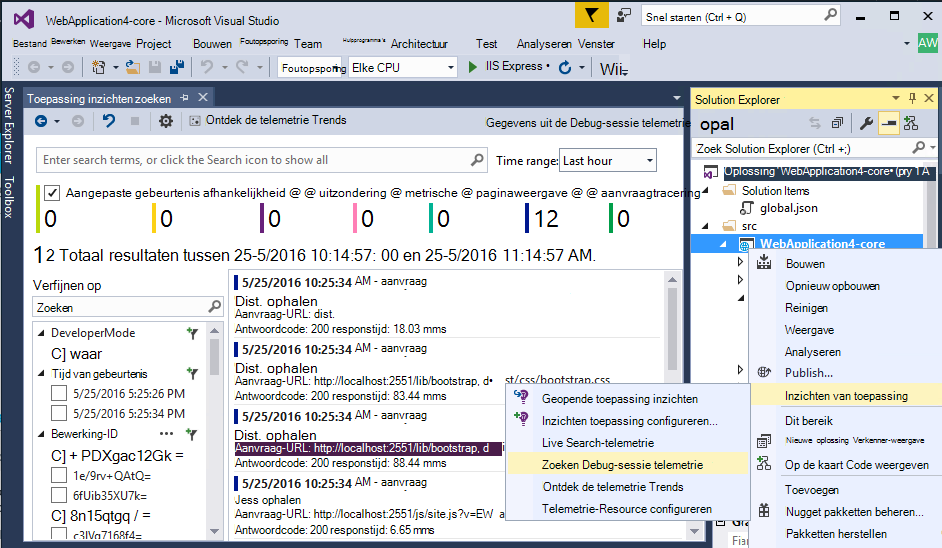 WebApplication4-core - Microsoft Visual Studio
Snel starten (Ctrl + Q)
Bestand Bewerken Weergave Project Bouwen Foutopsporing Team Hulpprogramma's Architectuur Test Analyseren Venster Help
AW
Foutopsporing Elke CPU IIS Express Wii
Server Explorer
Toolbox
Toepassing inzichten zoeken
Ontdek de telemetrie Trends
Gegevens uit de Debug-sessie telemetrie
Enter search terms, or click the Search icon to show all
Time range: Last hour
Aangepaste gebeurtenis afhankelijkheid @ @ uitzondering @ metrische @ paginaweergave @ @ aanvraagtracering
0 0 0 0 0 12 0
12 Totaal resultaten tussen 25-5/2016 10:14:57: 00 en 25-5/2016 11:14:57 AM.
Verfijnen op
Zoeken
DeveloperMode
C] waar
Tijd van gebeurtenis
5/25/2016 5:25:26 PM
5/25/2016 5:25:34 PM
Bewerking-ID
C] + PDXgac12Gk =
1e/9rv+QAtQ=
6fUib35XU7k=
C] 8n15qtgq / =
c3IVg7168f4=
5/25/2016 10:25:34 AM - aanvraag
Dist. ophalen
Aanvraag-URL: dist.
Antwoordcode: 200 responstijd: 18.03 mms
5/25/2016 10:25:34 AM - aanvraag
Dist. ophalen
Aanvraag-URL: http://localhost:2551/lib/bootstrap, d• st/css/bootstrap.css
Antwoordcode: 200 responstijd: 83.44 mms
5/25/2016 10:25:34 AM - aanvraag
Dist. ophalen
Aanvraag-URL: http://localhost:2551/lib/bootstrap, d
Antwoordcode: 200 responstijd: 88.44 mms
5/25/2016 10:25:34 AM - aanvraag
Jess ophalen
Aanvraag-URL: http://localhost:2551/js/site.js?v=EW
Antwoordcode: 200 responstijd: 6.65 mms
Geopende toepassing inzichten
Inzichten toepassing configureren...
Live Search-telemetrie
Zoeken Debug-sessie telemetrie
Ontdek de telemetrie Trends
Telemetrie-Resource configureren
Solution Explorer
opal
Zoek Solution Explorer (Ctrl +;)
Oplossing 'WebApplication4-core• (pry 1 A
Solution Items
global.json
src
WebApplication4-core
Bouwen
Opnieuw opbouwen
Reinigen
Weergave
Analyseren
Publish...
Inzichten van toepassing
Dit bereik
Nieuwe oplossing Verkenner-weergave
Op de kaart Code weergeven
Toevoegen
Nugget pakketten beheren...
Pakketten herstellen